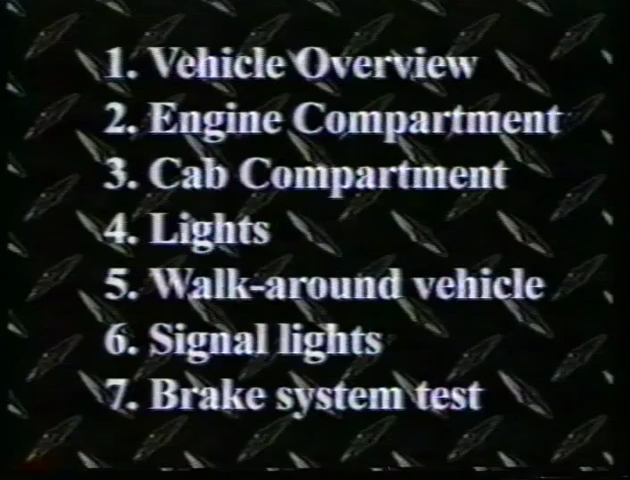 1. Vehicle Overview
2. Engine Compartment
3. Cab Compartment
4. Lights
5. Walk-around vehicle
6. Signal lights
7. Brake system test